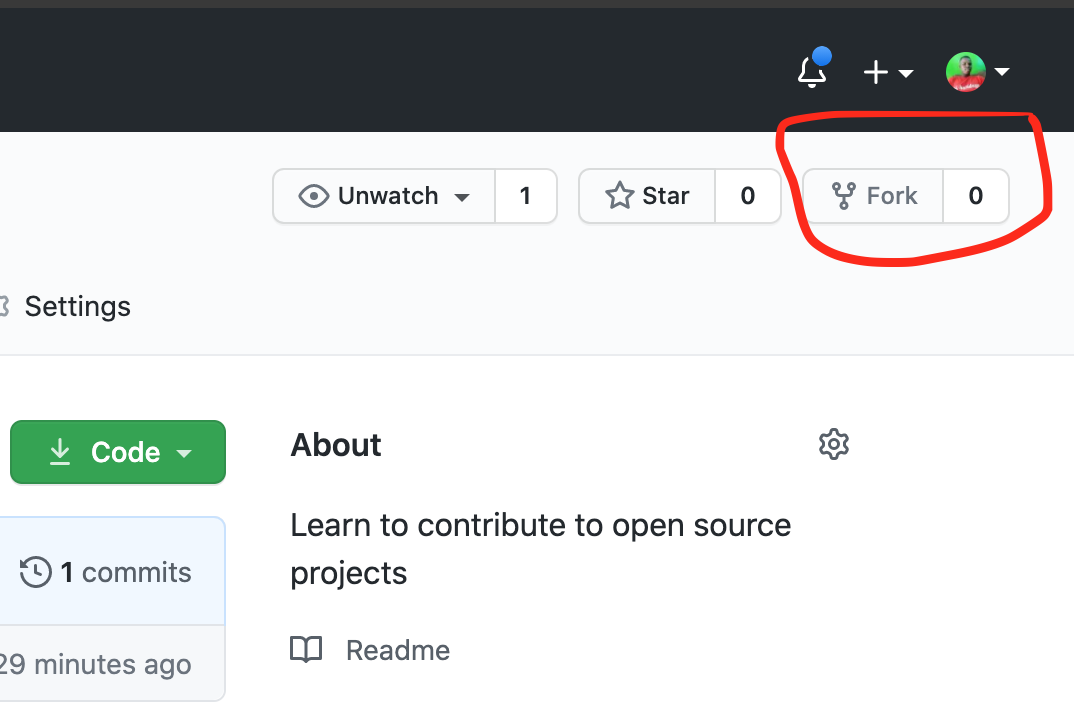 Unwatch 1 Star 0 Fork 0
Settings
Code
About
Learn to contribute to open source
projects
1 commits
Readme
29 minutes ago